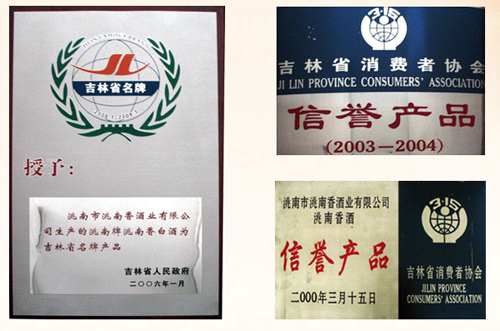 吉林省名牌
授予：
洮南市洮南香酒业有限公
司生产的洮南牌洮南香白酒为
吉林省名牌产品
吉林省人民政府
二〇〇六年一月
315
吉林省消费者协会
JI LIN PROVINCE CONSUMERS' ASSOCIATION
信誉产品
(2003—2004)
洮南市洮南香酒业有限公司
洮南香酒
信誉产品
二000年三月十五日
315
吉林省消费者协会
JILIN PROVINCE
CONSUMERS' ASSOCIATION